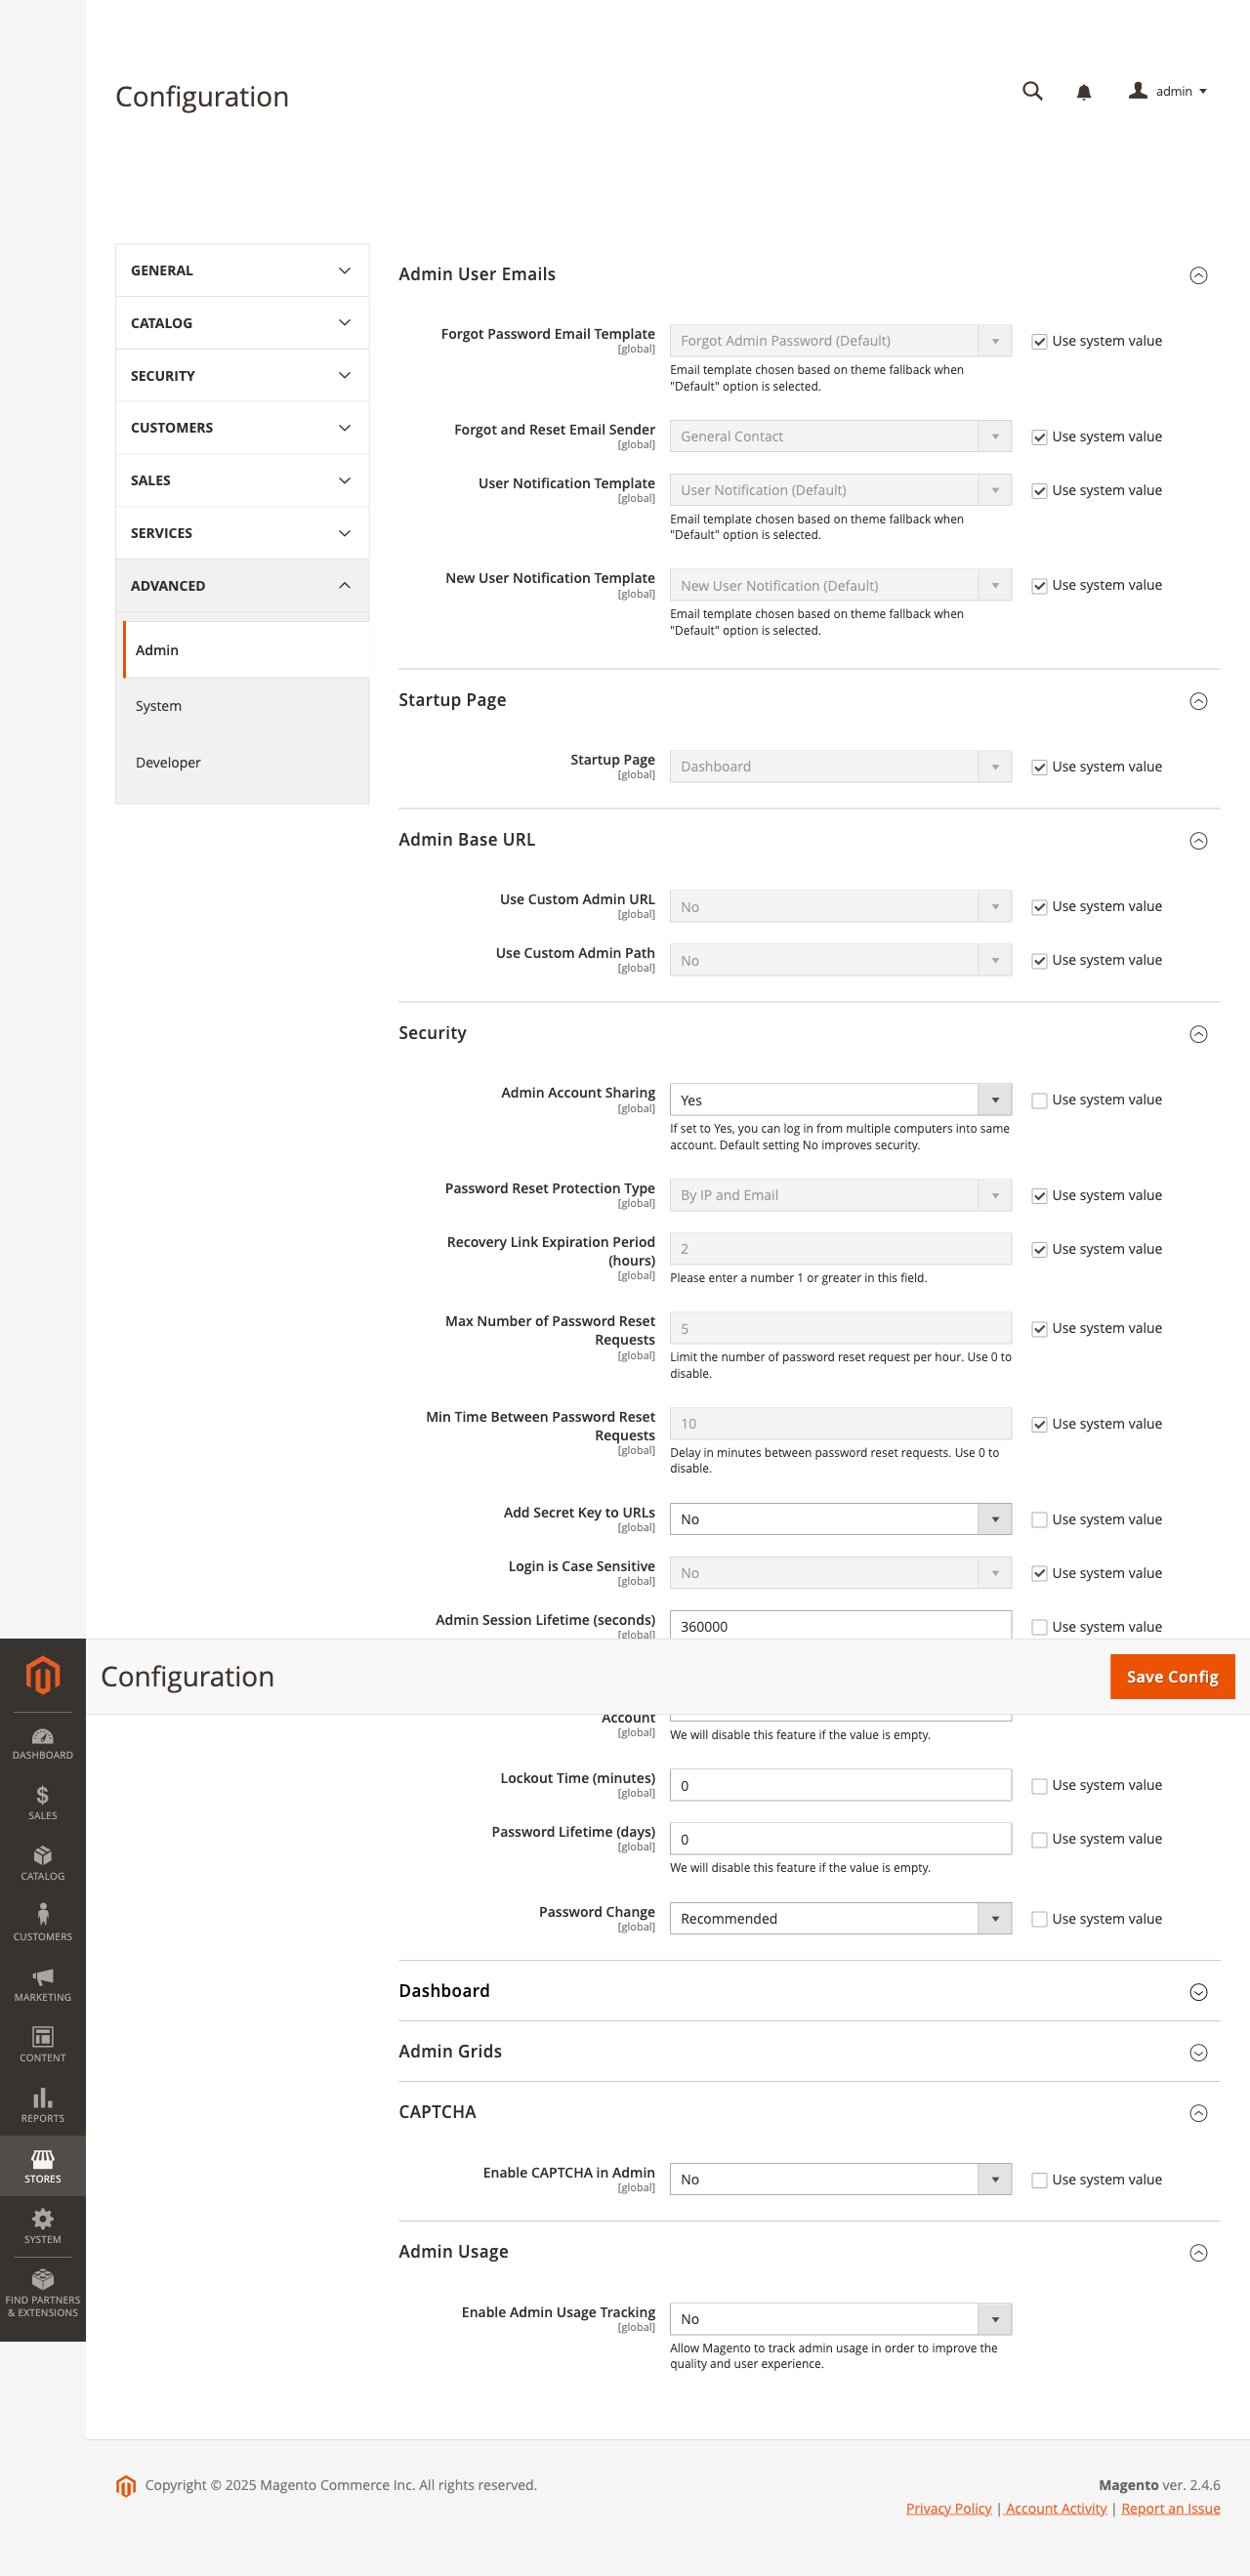 Configuration
admin
GENERAL
CATALOG
SECURITY
CUSTOMERS
SALES
SERVICES
ADVANCED
Admin
System
Developer
Admin User Emails
Forgot Password Email Template
[global]
Forgot Admin Password (Default)
Use system value
Email template chosen based on theme fallback when
"Default" option is selected.
Forgot and Reset Email Sender
[global]
General Contact
Use system value
User Notification Template
[global]
User Notification (Default)
Use system value
Email template chosen based on theme fallback when
"Default" option is selected.
New User Notification Template
[global]
New User Notification (Default)
Use system value
Email template chosen based on theme fallback when
"Default" option is selected.
Startup Page
Startup Page
[global]
Dashboard
Use system value
Admin Base URL
Use Custom Admin URL
[global]
No
Use system value
Use Custom Admin Path
[global]
No
Use system value
Security
Admin Account Sharing
[global]
Yes
Use system value
If set to Yes, you can log in from multiple computers into same
account. Default setting No improves security.
Password Reset Protection Type
[global]
By IP and Email
Use system value
Recovery Link Expiration Period
(hours)
[global]
2
Use system value
Please enter a number 1 or greater in this field.
Max Number of Password Reset
Requests
[global]
5
Use system value
Limit the number of password reset request per hour. Use 0 to
disable.
Min Time Between Password Reset
Requests
[global]
10
Use system value
Delay in minutes between password reset requests. Use 0 to
disable.
Add Secret Key to URLs
[global]
No
Use system value
Login is Case Sensitive
[global]
No
Use system value
Admin Session Lifetime (seconds)
[global]
360000
Use system value
Configuration
Save Config
Account
[global]
We will disable this feature if the value is empty.
Lockout Time (minutes)
[global]
0
Use system value
Password Lifetime (days)
[global]
0
Use system value
We will disable this feature if the value is empty.
Password Change
[global]
Recommended
Use system value
Dashboard
Admin Grids
CAPTCHA
Enable CAPTCHA in Admin
[global]
No
Use system value
Admin Usage
Enable Admin Usage Tracking
[global]
No
Allow Magento to track admin usage in order to improve the
quality and user experience.
DASHBOARD
SALES
CATALOG
CUSTOMERS
MARKETING
CONTENT
REPORTS
STORES
SYSTEM
FIND PARTNERS
& EXTENSIONS
Copyright © 2025 Magento Commerce Inc. All rights reserved.
Magento ver. 2.4.6
Privacy Policy | Account Activity | Report an Issue